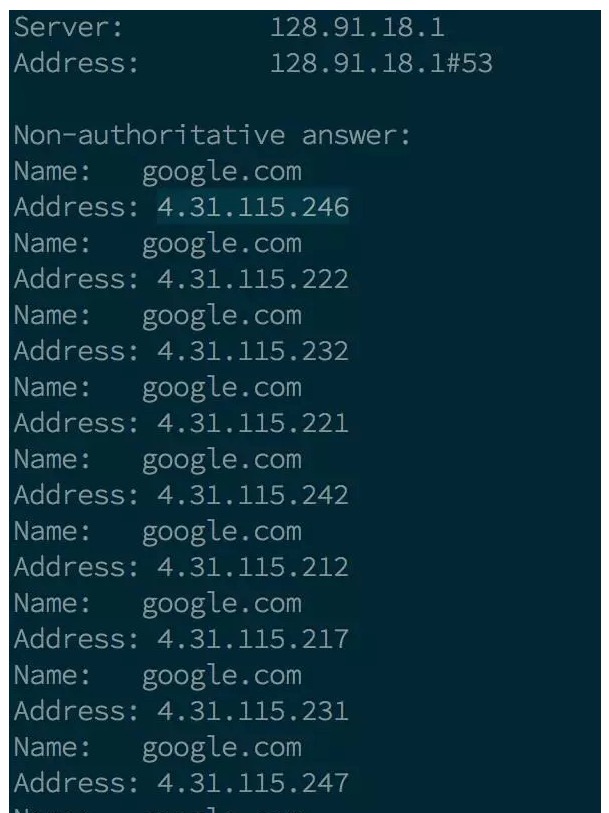 Server: 128.91.18.1
Address: 128.91.18.1#53
Non-authoritative answer:
Name: google.com
Address: 4.31.115.246
Name: google.com
Address: 4.31.115.222
Name: google.com
Address: 4.31.115.232
Name: google.com
Address: 4.31.115.221
Name: google.com
Address: 4.31.115.242
Name: google.com
Address: 4.31.115.212
Name: google.com
Address: 4.31.115.217
Name: google.com
Address: 4.31.115.231
Name: google.com
Address: 4.31.115.247